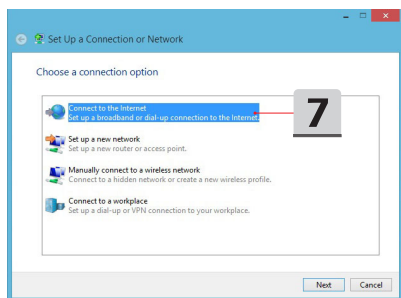 Set Up a Connection or Network
Choose a connection option
Connect to the Internet
Set up a broadband or dial-up connection to the Internet.
7
Set up a new network
Set up a new router or access point.
Manually connect to a wireless network
Connect to a hidden network or create a new wireless profile.
Connect to a workplace
Set up a dial-up or VPN connection to your workplace.
Next Cancel